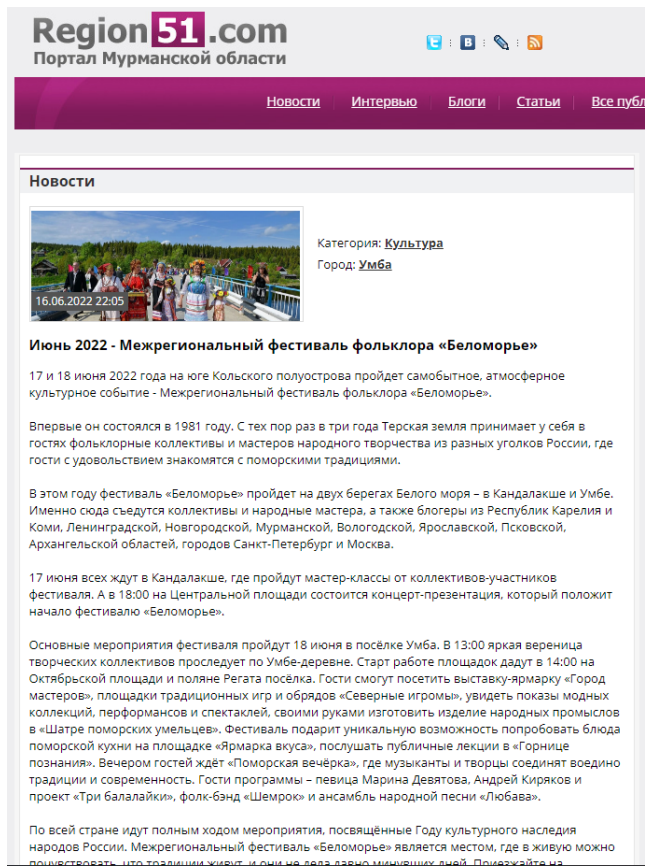 Region51.com
Портал Мурманской области
Новости
Интервью
Блоги
Статьи
Все публ
Новости
16.06.2022 22:05
Категория: Культура
Город: Умба
Июнь 2022 - Межрегиональный фестиваль фольклора «Беломорье»
17 и 18 июня 2022 года на юге Кольского полуострова пройдет самобытное, атмосферное
культурное событие - Межрегиональный фестиваль фольклора «Беломорье».
Впервые он состоялся в 1981 году. С тех пор раз в три года Терская земля принимает у себя в
гостях фольклорные коллективы и мастеров народного творчества из разных уголков России, где
гости с удовольствием знакомятся с поморскими традициями.
В этом году фестиваль «Беломорье» пройдет на двух берегах Белого моря – в Кандалакше и Умбе.
Именно сюда съедутся коллективы и народные мастера, а также блогеры из Республик Карелия и
Коми, Ленинградской, Новгородской, Мурманской, Вологодской, Ярославской, Псковской,
Архангельской областей, городов Санкт-Петербург и Москва.
17 июня всех ждут в Кандалакше, где пройдут мастер-классы от коллективов-участников
фестиваля. А в 18:00 на Центральной площади состоится концерт-презентация, который положит
начало фестивалю «Беломорье».
Основные мероприятия фестиваля пройдут 18 июня в посёлке Умба. В 13:00 яркая вереница
творческих коллективов проследует по Умбе-деревне. Старт работе площадок дадут в 14:00 на
Октябрьской площади и поляне Регата посёлка. Гости смогут посетить выставку-ярмарку «Город
мастеров», площадки традиционных игр и обрядов «Северные игромы», увидеть показы модных
коллекций, перформансов и спектаклей, своими руками изготовить изделие народных промыслов
в «Шатре поморских умельцев». Фестиваль подарит уникальную возможность попробовать блюда
поморской кухни на площадке «Ярмарка вкуса», послушать публичные лекции в «Горнице
познания». Вечером гостей ждёт «Поморская вечёрка», где музыканты и творцы соединят воедино
традиции и современность. Гости программы – певица Марина Девятова, Андрей Киряков и
проект «Три балалайки», фолк-бэнд «Шемрок» и ансамбль народной песни «Любава».
По всей стране идут полным ходом мероприятия, посвящённые Году культурного наследия
народов России. Межрегиональный фестиваль «Беломорье» является местом, где в живую можно
почувствовать, что традиции живут, и они не дела давно минувших дней. Приезжайте на